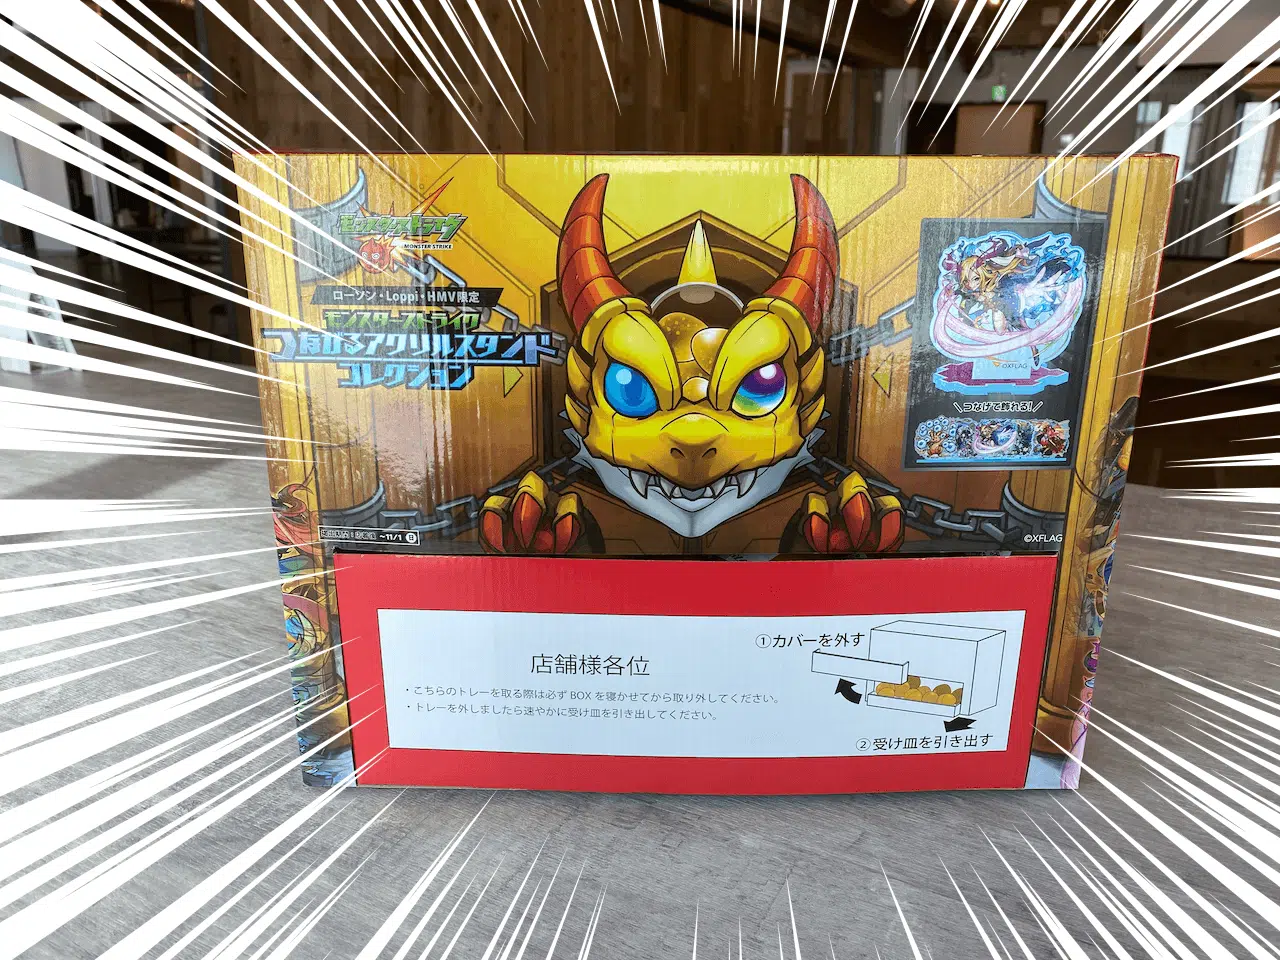 モンスターストライク
MONSTER STRIKE
ローソン・Loppi・HMV限定
モンスターストライク
つながるアクリルスタンド
コレクション
©XFLAG
\つなげて飾れる!/
~11/1
©XFLAG
店舗様各位
・こちらのトレーを取る際は必ず BOX を寝かせてから取り外してください。
・トレーを外しましたら速やかに受け皿を引き出してください。
①カバーを外す
②受け皿を引き出す